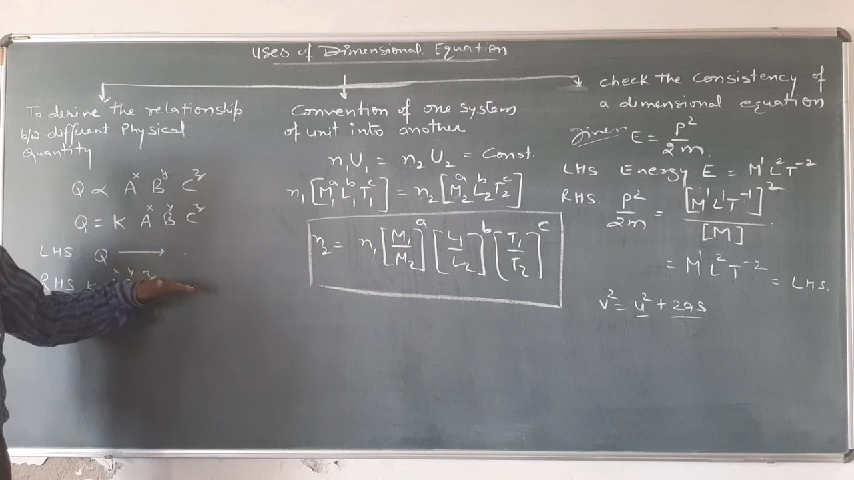 Uses of Dimensional Equation
To derive the relationship
b/w different Physical
Quantity
Q ∝ A^x B^y C^z
Q = K A^x B^y C^z
LHS Q →
RHS K
Convention of one system
of unit into another
n₁U₁ = n₂U₂ = Const.
n₁[M₁^a L₁^b T₁^c] = n₂[M₂^a L₂^b T₂^c]
n₂ = n₁ [M₁/M₂]^a [L₁/L₂]^b [T₁/T₂]^c
check the Consistency of
a dimensional equation
Given E = P²/2m.
LHS Energy E = M¹L²T⁻²
RHS. P²/2m = [M¹L¹T⁻¹]²/[M]
= M¹L²T⁻² = LHS.
v² = u² + 2as